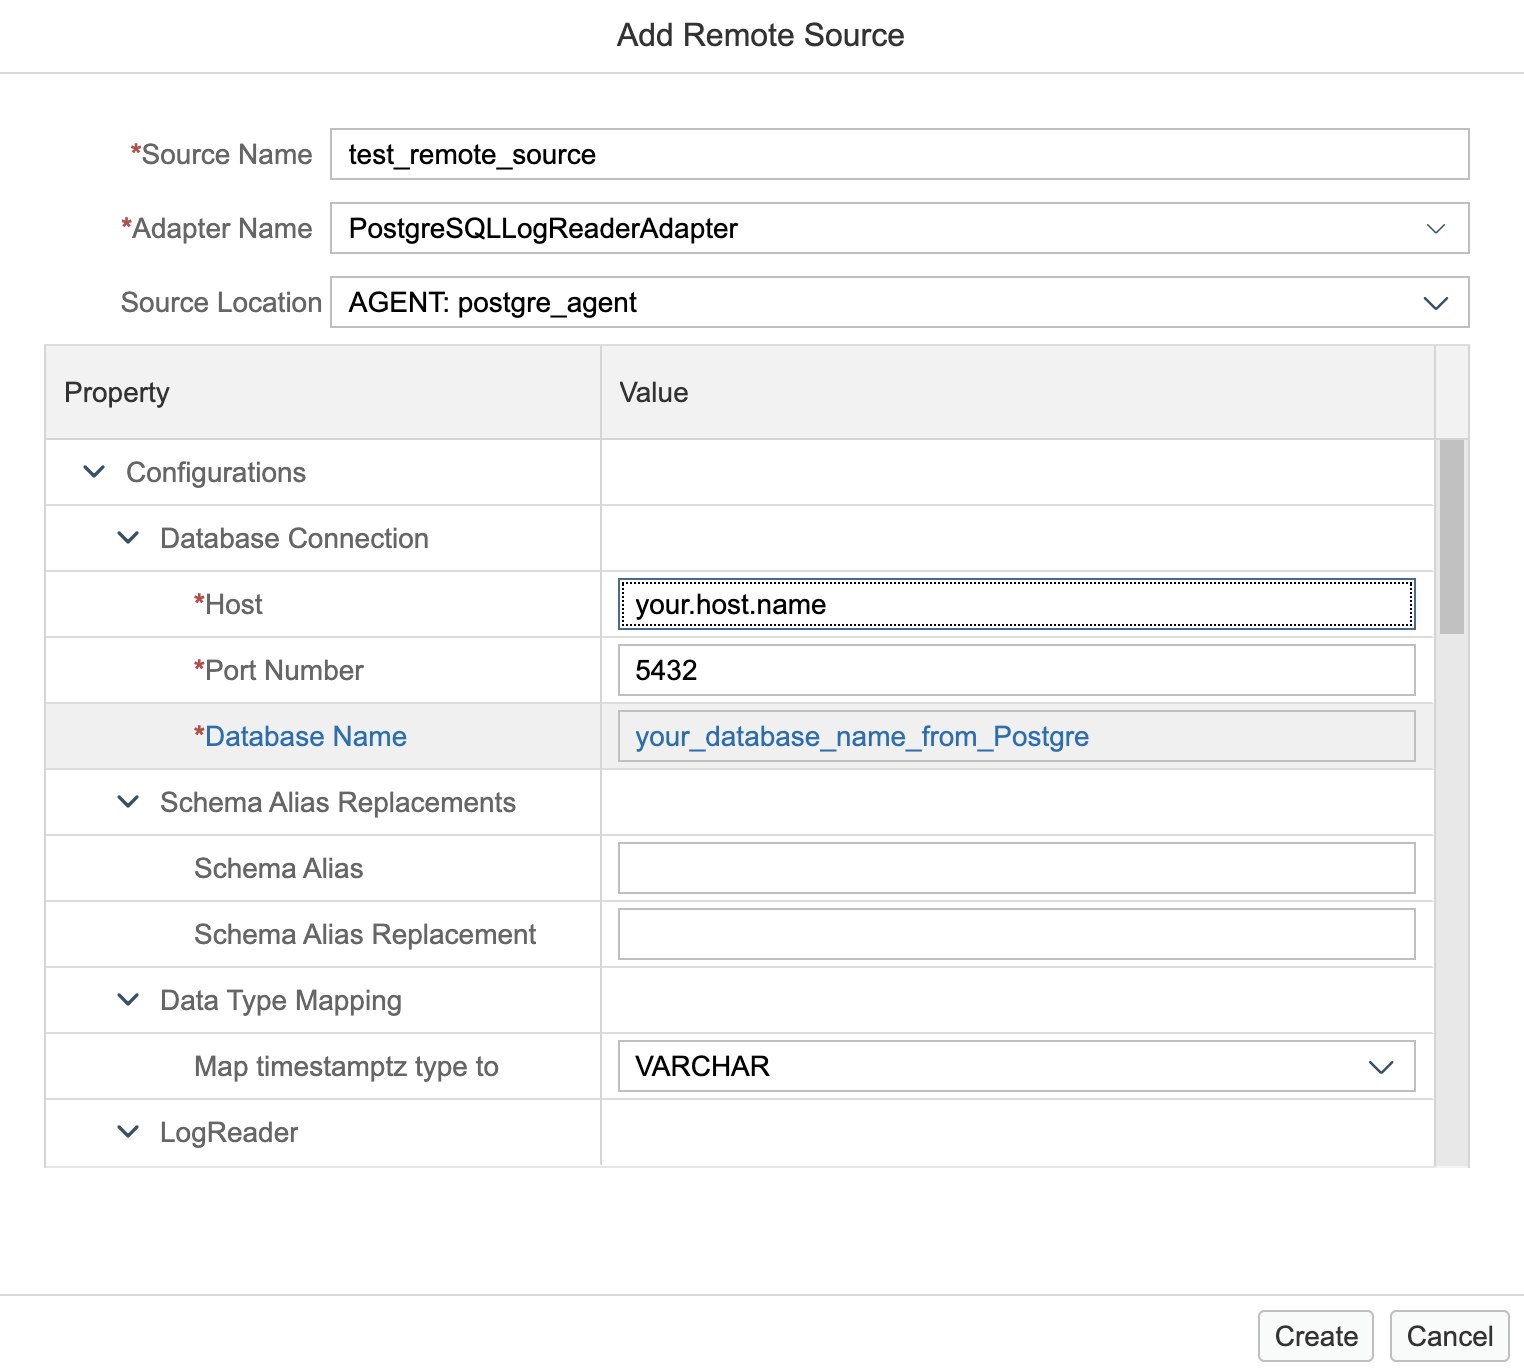 Add Remote Source
*Source Name test_remote_source
*Adapter Name PostgreSQLLogReaderAdapter
Source Location AGENT: postgre_agent
Property Value
Configurations
Database Connection
*Host your.host.name
*Port Number 5432
*Database Name your_database_name_from_Postgre
Schema Alias Replacements
Schema Alias
Schema Alias Replacement
Data Type Mapping
Map timestamptz type to VARCHAR
LogReader
Create Cancel